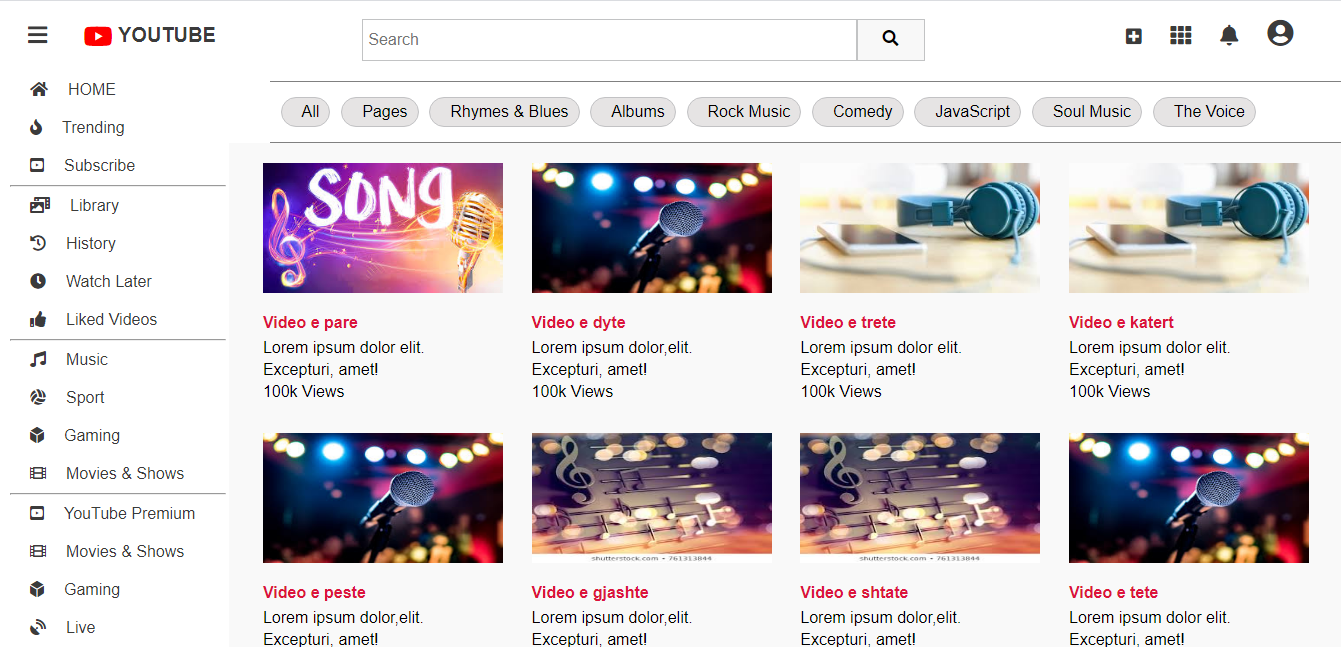 YOUTUBE
Search
HOME
Trending
Subscribe
Library
History
Watch Later
Liked Videos
Music
Sport
Gaming
Movies & Shows
YouTube Premium
Movies & Shows
Gaming
Live
All Pages Rhymes & Blues Albums Rock Music Comedy JavaScript Soul Music The Voice
SONG
Video e pare
Lorem ipsum dolor elit.
Excepturi, amet!
100k Views
Video e dyte
Lorem ipsum dolor,elit.
Excepturi, amet!
100k Views
Video e trete
Lorem ipsum dolor elit.
Excepturi, amet!
100k Views
Video e katert
Lorem ipsum dolor elit.
Excepturi, amet!
100k Views
Video e peste
Lorem ipsum dolor,elit.
Excepturi, amet!
shutterstock.com • 761313844
Video e gjashte
Lorem ipsum dolor,elit.
Excepturi, amet!
shutterstock.com • 761313844
Video e shtate
Lorem ipsum dolor,elit.
Excepturi, amet!
Video e tete
Lorem ipsum dolor,elit.
Excepturi, amet!